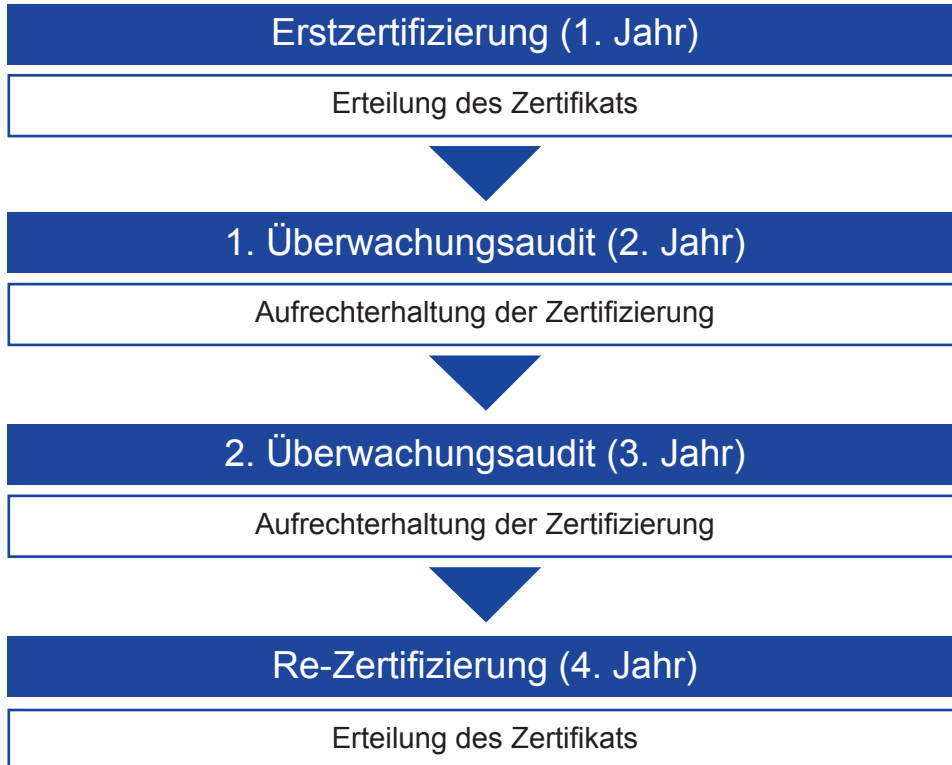 Erstzertifizierung (1. Jahr)
Erteilung des Zertifikats
1. Überwachungsaudit (2. Jahr)
Aufrechterhaltung der Zertifizierung
2. Überwachungsaudit (3. Jahr)
Aufrechterhaltung der Zertifizierung
Re-Zertifizierung (4. Jahr)
Erteilung des Zertifikats